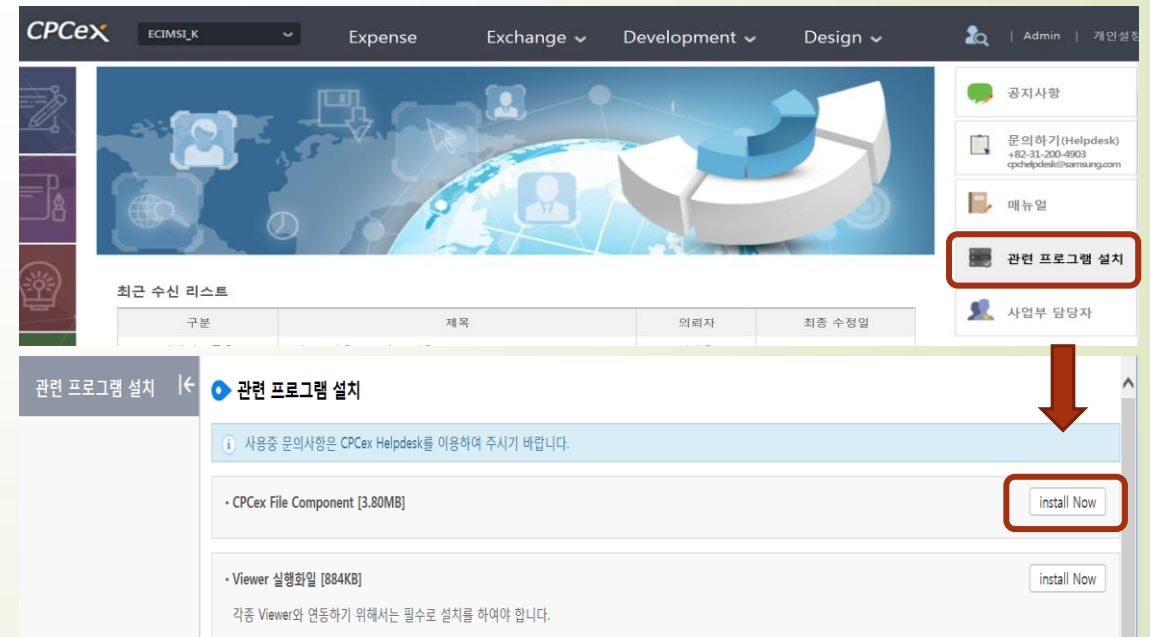 CPCeX
ECIMSI_K
Expense
Exchange
Development
Design
| Admin | 개인설정
공지사항
문의하기(Helpdesk)
+82-31-200-4903
cpchelpdesk@samsung.com
매뉴얼
관련 프로그램 설치
사업부 담당자
최근 수신 리스트
구분 제목 의뢰자 최종 수정일
관련 프로그램 설치
관련 프로그램 설치
사용중 문의사항은 CPCex Helpdesk를 이용하여 주시기 바랍니다.
• CPCex File Component [3.80MB]
install Now
• Viewer 실행화일 [884KB]
install Now
각종 Viewer와 연동하기 위해서는 필수로 설치를 하여야 합니다.